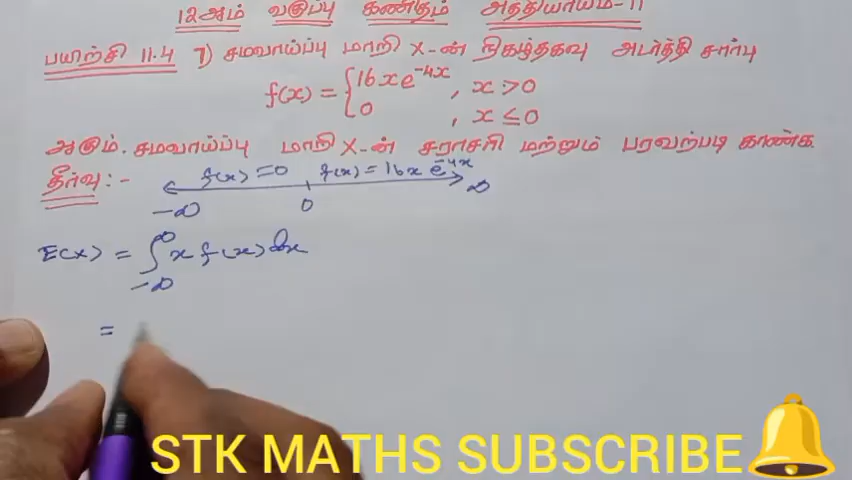 12ஆம் வகுப்பு கணிதம் அத்தியாயம்-11
பயிற்சி 11.4 7) சமவாய்ப்பு மாறி X-ன் நிகழ்தகவு அடர்த்தி சார்பு
f(x) = { 16xe^{-4x} , x > 0
0 , x ≤ 0
ஆகும். சமவாய்ப்பு மாறி X-ன் சராசரி மற்றும் பரவற்படி காண்க.
தீர்வு:-
f(x) = 0 f(x) = 16x e^{-4x}
-∞ 0 ∞
E(x) = ∫_{-∞}^{∞} x f(x) dx
=
STK MATHS SUBSCRIBE